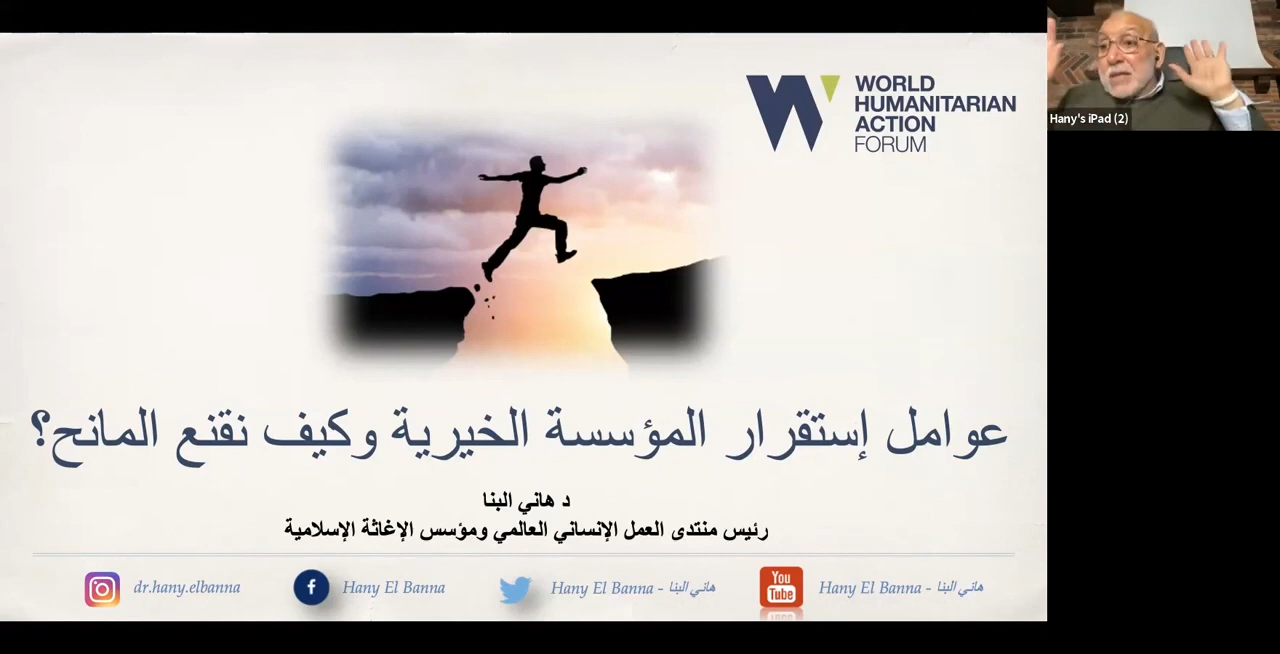 WORLD
HUMANITARIAN
ACTION
FORUM
Hany's iPad (2)
عوامل إستقرار المؤسسة الخيرية وكيف نقنع المانح؟
د هاني البنا
رئيس منتدى العمل الإنساني العالمي ومؤسس الإغاثة الإسلامية
dr.hany.elbanna
f
Hany El Banna
Hany El Banna - هاني البنا
You
Tube
Hany El Banna - هاني البنا